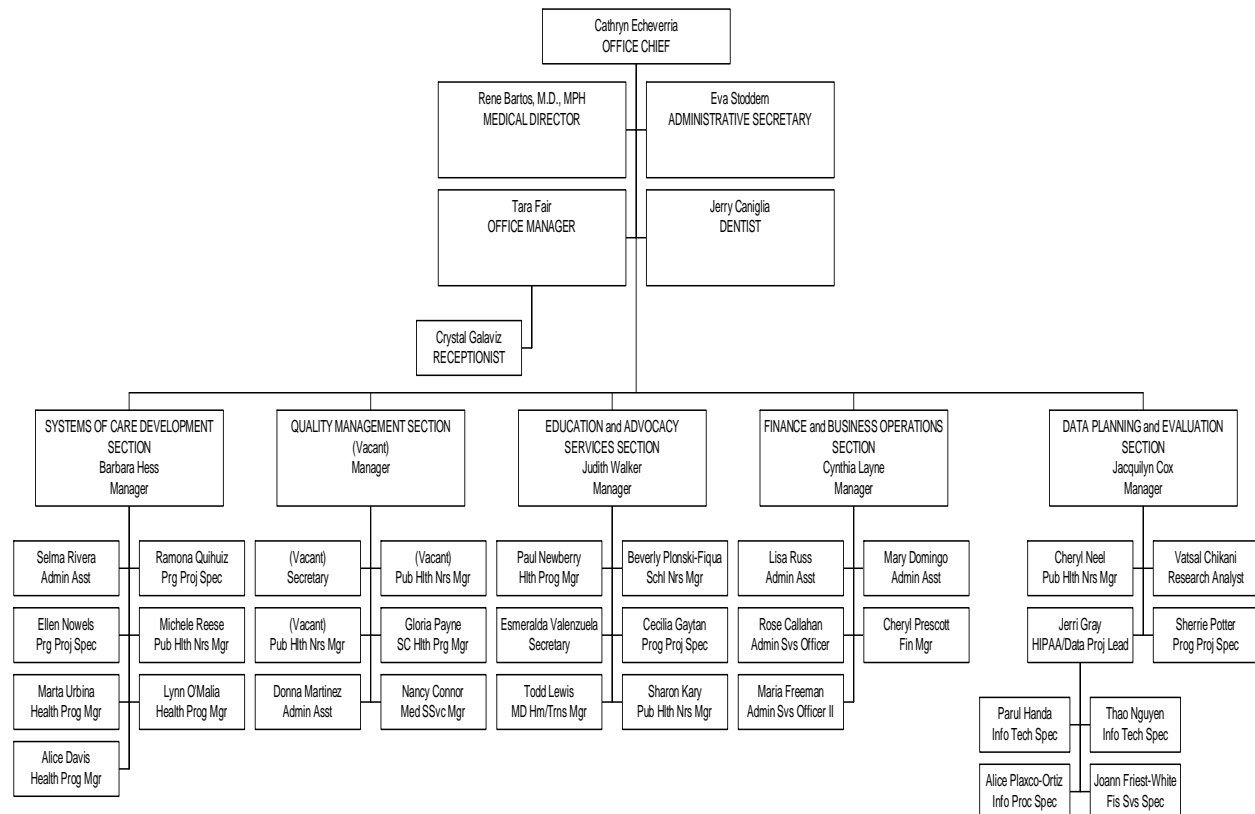 Cathryn Echeverria
OFFICE CHIEF
Rene Bartos, M.D., MPH
MEDICAL DIRECTOR
Eva Stoddern
ADMINISTRATIVE SECRETARY
Tara Fair
OFFICE MANAGER
Jerry Caniglia
DENTIST
Crystal Galaviz
RECEPTIONIST
SYSTEMS OF CARE DEVELOPMENT
SECTION
Barbara Hess
Manager
QUALITY MANAGEMENT SECTION
(Vacant)
Manager
EDUCATION and ADVOCACY
SERVICES SECTION
Judith Walker
Manager
FINANCE and BUSINESS OPERATIONS
SECTION
Cynthia Layne
Manager
DATA PLANNING and EVALUATION
SECTION
Jacquilyn Cox
Manager
Selma Rivera
Admin Asst
Ramona Quihuiz
Prg Proj Spec
Ellen Nowels
Prg Proj Spec
Michele Reese
Pub Hlth Nrs Mgr
Marta Urbina
Health Prog Mgr
Lynn O'Malia
Health Prog Mgr
Alice Davis
Health Prog Mgr
(Vacant)
Secretary
(Vacant)
Pub Hlth Nrs Mgr
(Vacant)
Pub Hlth Nrs Mgr
Gloria Payne
SC Hlth Prg Mgr
Donna Martinez
Admin Asst
Nancy Connor
Med SSvc Mgr
Paul Newberry
Hlth Prog Mgr
Beverly Plonski-Fiqua
Schl Nrs Mgr
Esmeralda Valenzuela
Secretary
Cecilia Gaytan
Prog Proj Spec
Todd Lewis
MD Hm/Trns Mgr
Sharon Kary
Pub Hlth Nrs Mgr
Lisa Russ
Admin Asst
Mary Domingo
Admin Asst
Rose Callahan
Admin Svs Officer
Cheryl Prescott
Fin Mgr
Maria Freeman
Admin Svs Officer II
Cheryl Neel
Pub Hlth Nrs Mgr
Vatsal Chikani
Research Analyst
Jerri Gray
HIPAA/Data Proj Lead
Sherrie Potter
Prog Proj Spec
Parul Handa
Info Tech Spec
Thao Nguyen
Info Tech Spec
Alice Plaxco-Ortiz
Info Proc Spec
Joann Friest-White
Fis Svs Spec